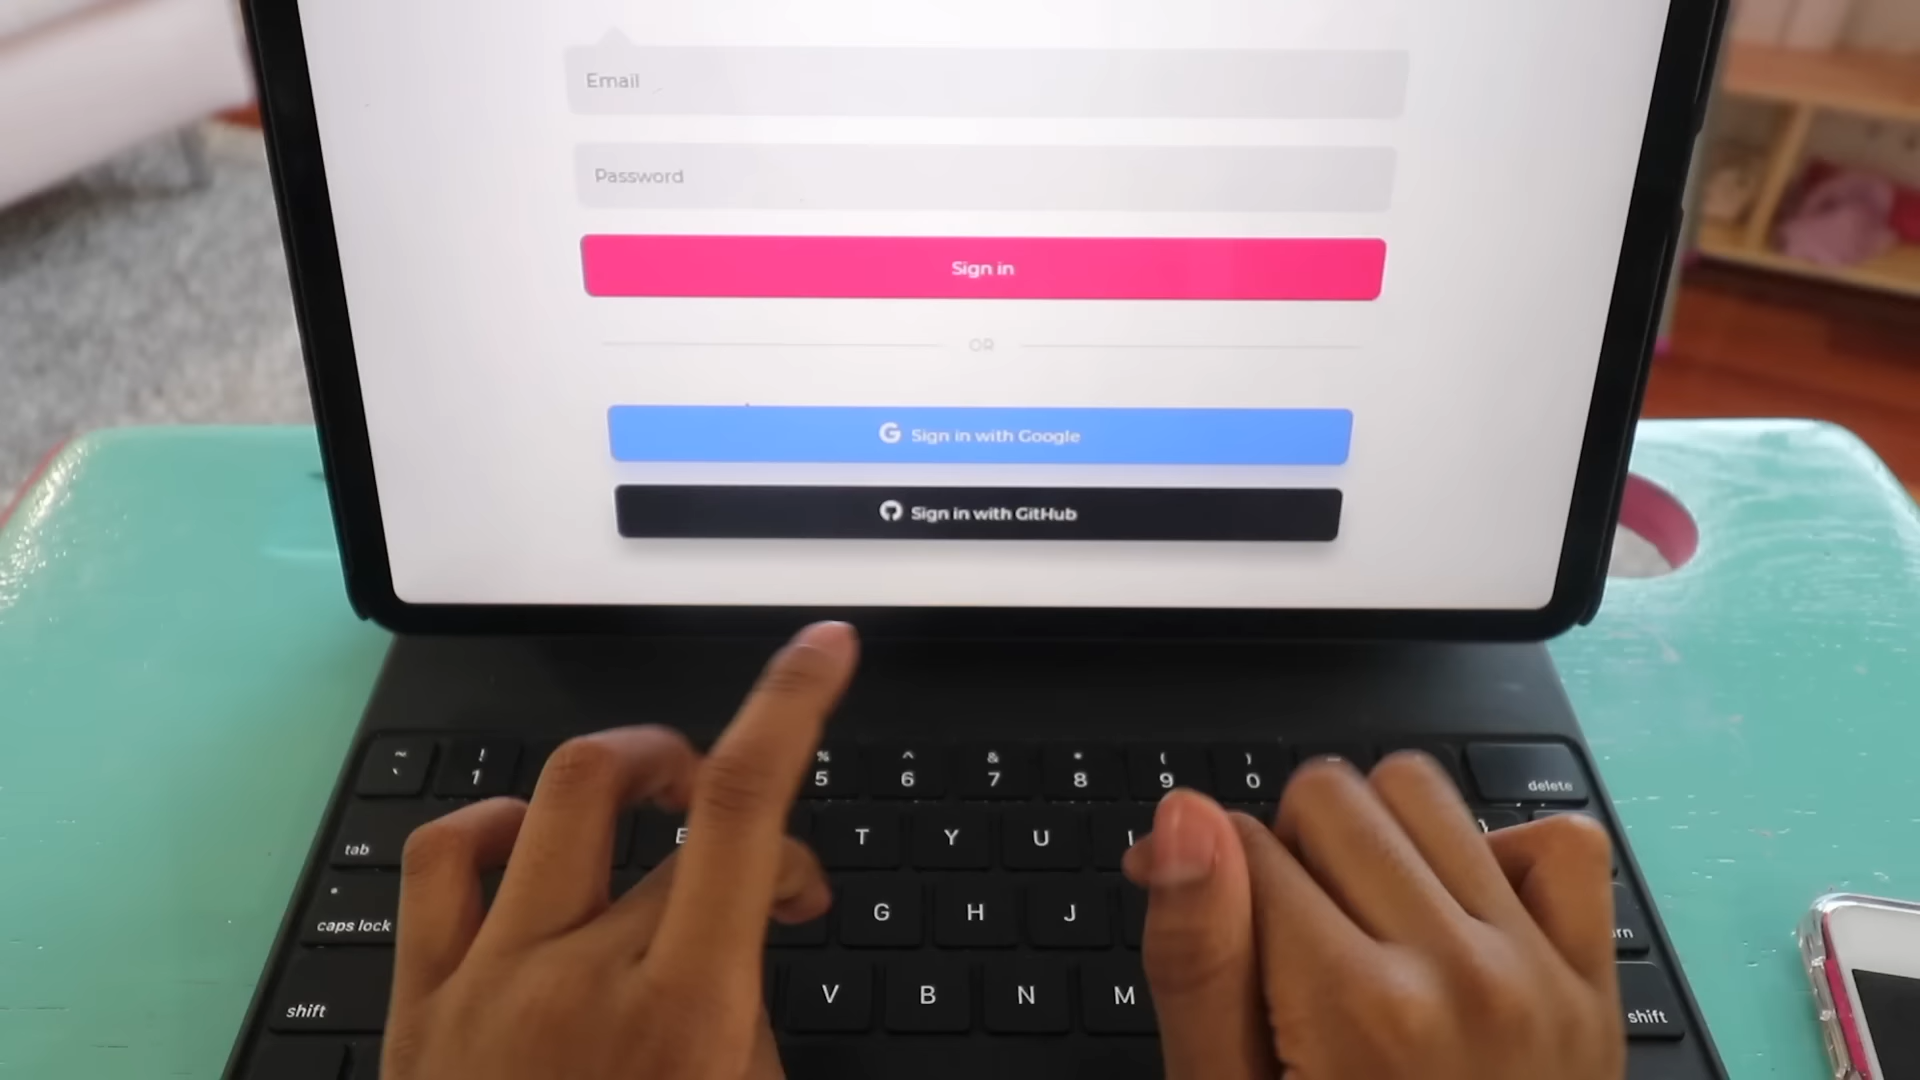 Email
Password
Sign in
OR
G Sign in with Google
Sign in with GitHub
~ ! % ^ & * ( ) _
` 1 5 6 7 8 9 0 delete
tab E T Y U I }
caps lock G H J rn
shift V B N M shift